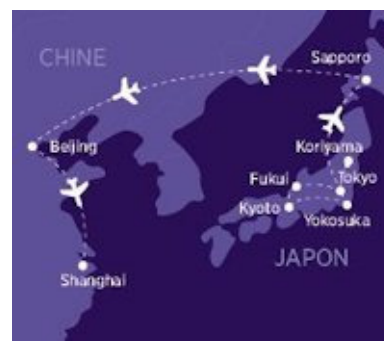 CHINE
Sapporo
Beijing
Koriyama
Fukui
Tokyo
Kyoto
Yokosuka
JAPON
Shanghai